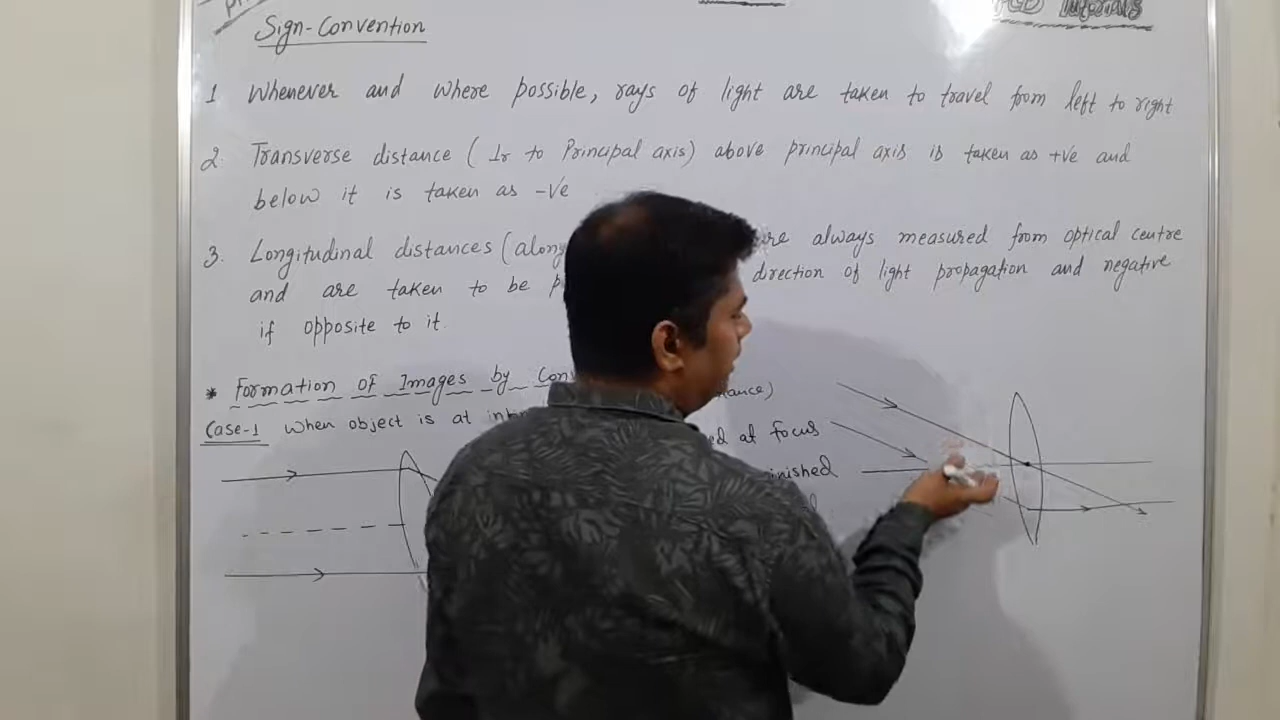 Sign-Convention
1 Whenever and where possible, rays of light are taken to travel from left to right
2. Transverse distance ( ⊥r to Principal axis) above principal axis is taken as +ve and
below it is taken as -ve
3. Longitudinal distances (along are always measured from optical centre
and are taken to be direction of light propagation and negative
if opposite to it.
* Formation of Images by
Case-1 When object is at
at focus